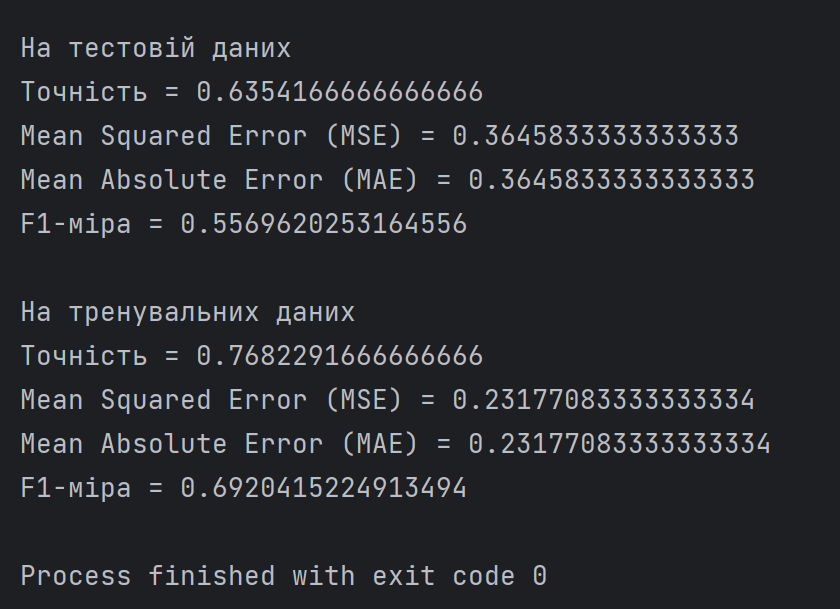 На тестовій даних
Точність = 0.6354166666666666
Mean Squared Error (MSE) = 0.3645833333333333
Mean Absolute Error (MAE) = 0.3645833333333333
F1-міра = 0.5569620253164556
На тренувальних даних
Точність = 0.7682291666666666
Mean Squared Error (MSE) = 0.23177083333333334
Mean Absolute Error (MAE) = 0.23177083333333334
F1-міра = 0.6920415224913494
Process finished with exit code 0